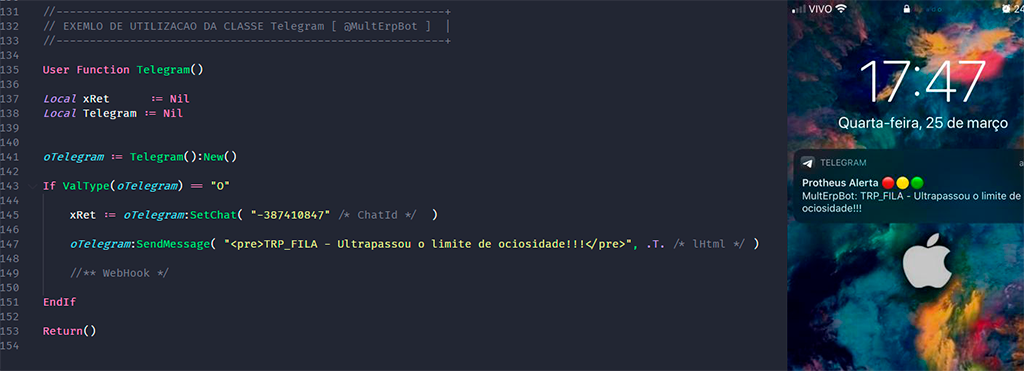 131 //---------------------------------------------------------------+
132 // EXEMLO DE UTILIZACAO DA CLASSE Telegram [ @MultErpBot ]  |
133 //---------------------------------------------------------------+
134
135 User Function Telegram()
136
137 Local xRet      := Nil
138 Local Telegram := Nil
139
140
141 oTelegram := Telegram():New()
142
143 If ValType(oTelegram) == "O"
144
145     xRet := oTelegram:SetChat( "-387410847" /* ChatId */  )
146
147     oTelegram:SendMessage( "<pre>TRP_FILA - Ultrapassou o limite de ociosidade!!!</pre>", .T. /* lHtml */ )
148
149     //** WebHook */
150
151 EndIf
152
153 Return()
154
VIVO
24
17:47
Quarta-feira, 25 de março
TELEGRAM
Protheus Alerta 🔴🟡🟢
MultErpBot: TRP_FILA - Ultrapassou o limite de
ociosidade!!!